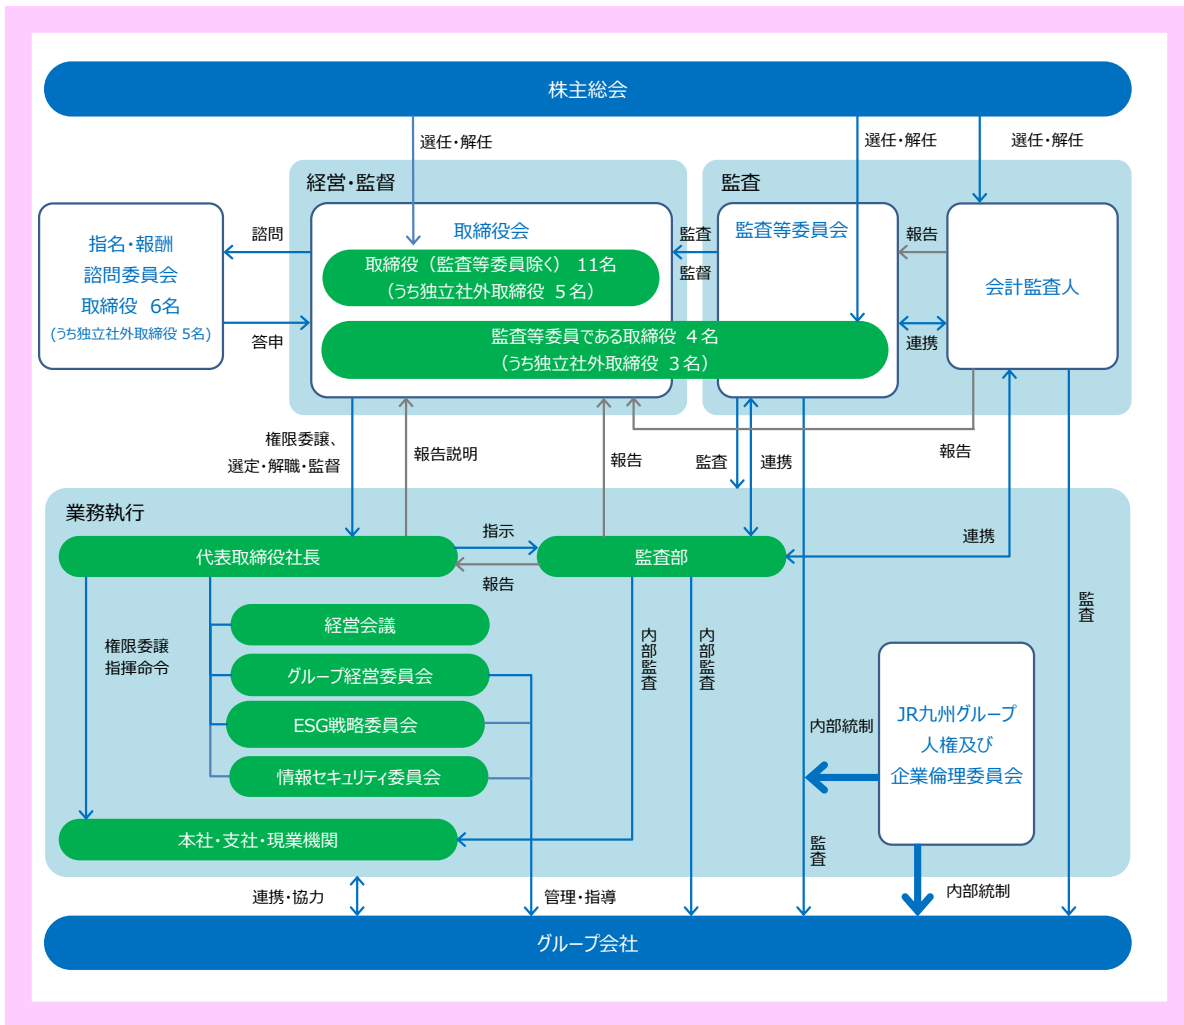 株主総会
選任・解任
選任・解任
選任・解任
経営・監督
監査
指名・報酬
諮問委員会
取締役 6名
(うち独立社外取締役 5名)
諮問
答申
取締役会
取締役（監査等委員除く） 11名
（うち独立社外取締役 5名）
監査等委員である取締役 4名
（うち独立社外取締役 3名）
監査
監督
監査等委員会
報告
連携
会計監査人
権限委譲、
選定・解職・監督
報告説明
報告
監査
連携
報告
業務執行
代表取締役社長
指示
報告
監査部
連携
監査
経営会議
グループ経営委員会
ESG戦略委員会
情報セキュリティ委員会
権限委譲
指揮命令
内部監査
内部監査
内部統制
JR九州グループ
人権及び
企業倫理委員会
本社・支社・現業機関
監査
連携・協力
管理・指導
内部統制
グループ会社